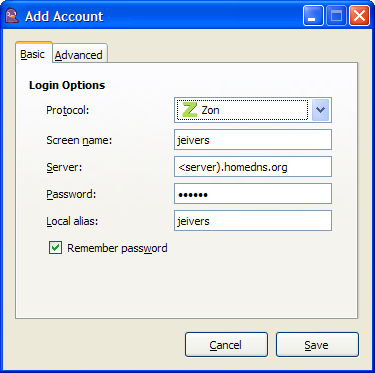 Add Account
Basic Advanced
Login Options
Protocol: Zon
Screen name: jeivers
Server: <server).homedns.org
Password: ••••••
Local alias: jeivers
Remember password
Cancel Save